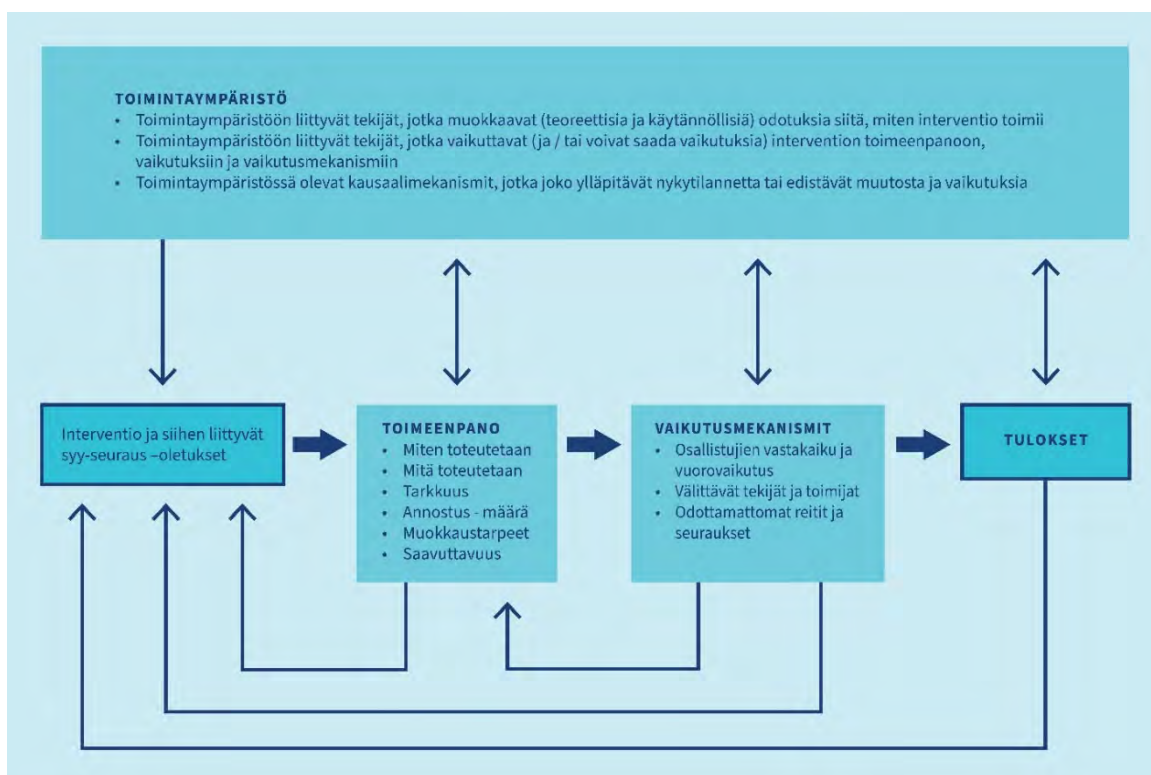 TOIMINTAYMPÄRISTÖ
• Toimintaympäristöön liittyvät tekijät, jotka muokkaavat (teoreettisia ja käytännöllisiä) odotuksia siitä, miten interventio toimii
• Toimintaympäristöön liittyvät tekijät, jotka vaikuttavat (ja / tai voivat saada vaikutuksia) intervention toimeenpanoon,
vaikutuksiin ja vaikutusmekanismiin
• Toimintaympäristössä olevat kausaalimekanismit, jotka joko ylläpitävät nykytilannetta tai edistävät muutosta ja vaikutuksia
Interventio ja siihen liittyvät
syy-seuraus –oletukset
TOIMEENPANO
• Miten toteutetaan
• Mitä toteutetaan
• Tarkkuus
• Annostus - määrä
• Muokkaustarpeet
• Saavuttavuus
VAIKUTUSMEKANISMIT
• Osallistujien vastakaiku ja
vuorovaikutus
• Välittävät tekijät ja toimijat
• Odottamattomat reitit ja
seuraukset
TULOKSET